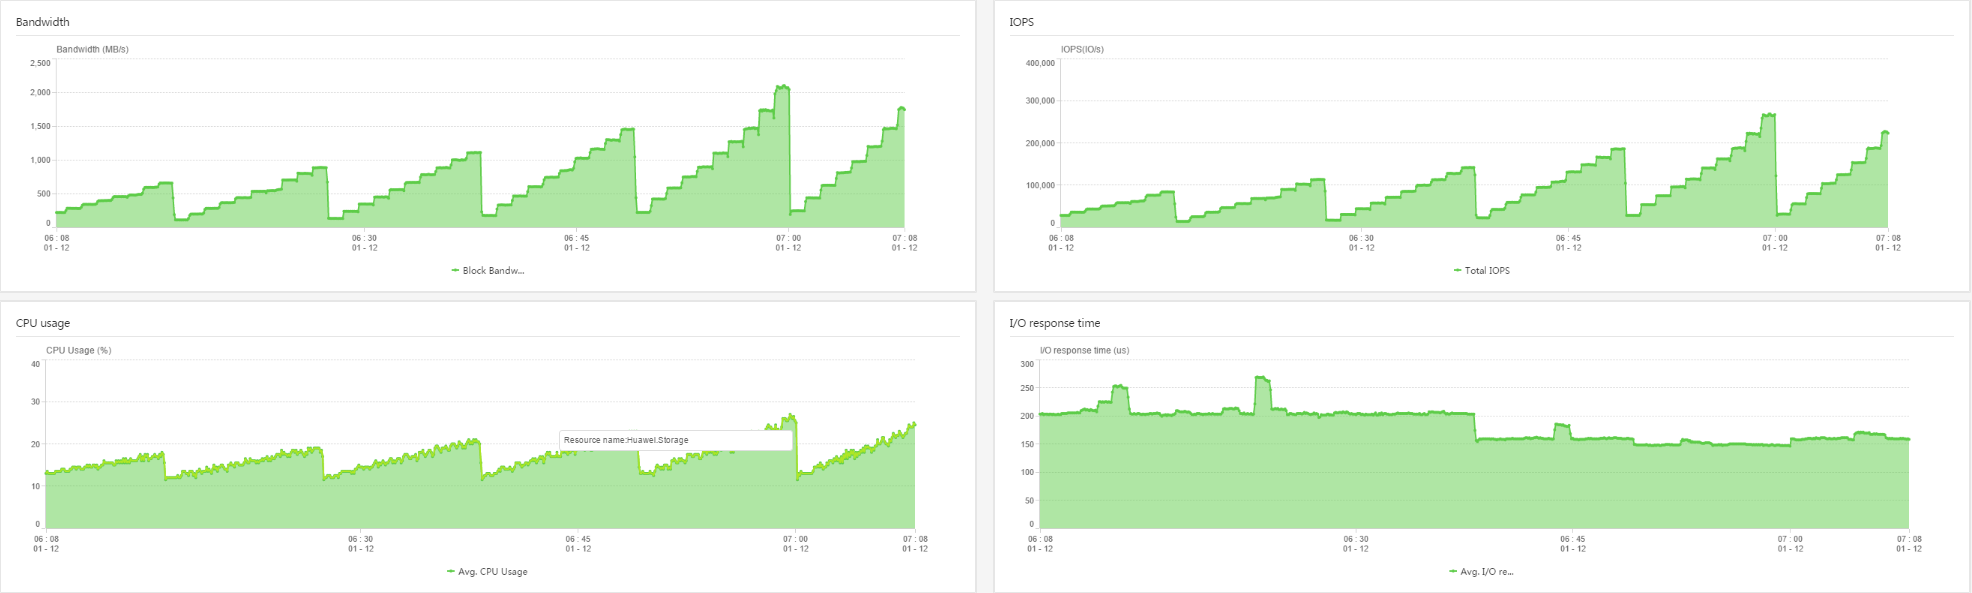 Bandwidth
Bandwidth (MB/s)
2,500
2,000
1,500
1,000
500
0
06 : 08
01 - 12
06 : 30
01 - 12
06 : 45
01 - 12
07 : 00
01 - 12
07 : 08
01 - 12
Block Bandw...
IOPS
IOPS(IO/s)
400,000
300,000
200,000
100,000
0
06 : 08
01 - 12
06 : 30
01 - 12
06 : 45
01 - 12
07 : 00
01 - 12
07 : 08
01 - 12
Total IOPS
CPU usage
CPU Usage (%)
40
30
20
10
0
Resource name:Huawei.Storage
06 : 08
01 - 12
06 : 30
01 - 12
06 : 45
01 - 12
07 : 00
01 - 12
07 : 08
01 - 12
Avg. CPU Usage
I/O response time
I/O response time (us)
300
250
200
150
100
50
0
06 : 08
01 - 12
06 : 30
01 - 12
06 : 45
01 - 12
07 : 00
01 - 12
07 : 08
01 - 12
Avg. I/O re...